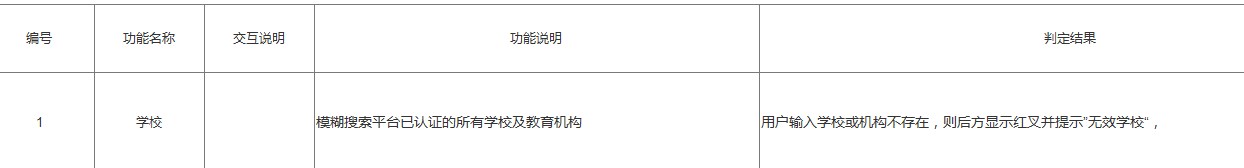 编号 功能名称 交互说明 功能说明 判定结果
1 学校 模糊搜索平台已认证的所有学校及教育机构 用户输入学校或机构不存在，则后方显示红叉并提示”无效学校“，